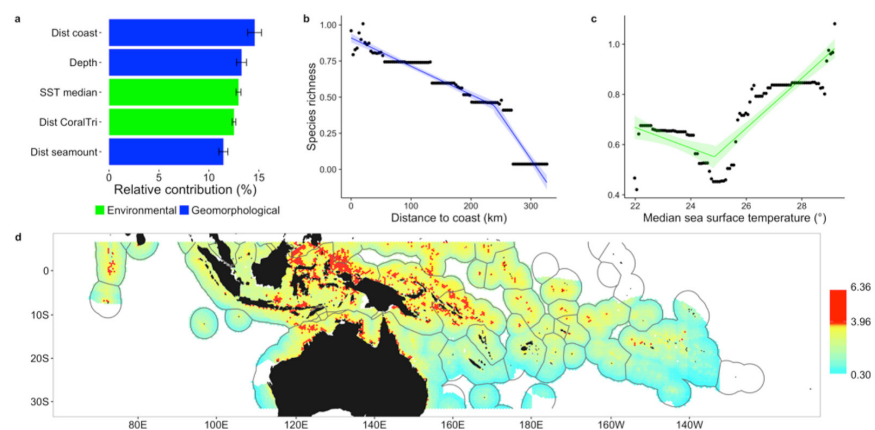 a
Dist coast
Depth
SST median
Dist CoralTri
Dist seamount
0 5 10 15
Relative contribution (%)
Environmental Geomorphological
b
1.00
0.75
0.50
0.25
0.00
Species richness
0 100 200 300
Distance to coast (km)
c
1.0
0.8
0.6
0.4
22 24 26 28
Median sea surface temperature (°)
d
0
10S
20S
30S
80E 100E 120E 140E 160E 180E 160W 140W
6.36
3.96
0.30